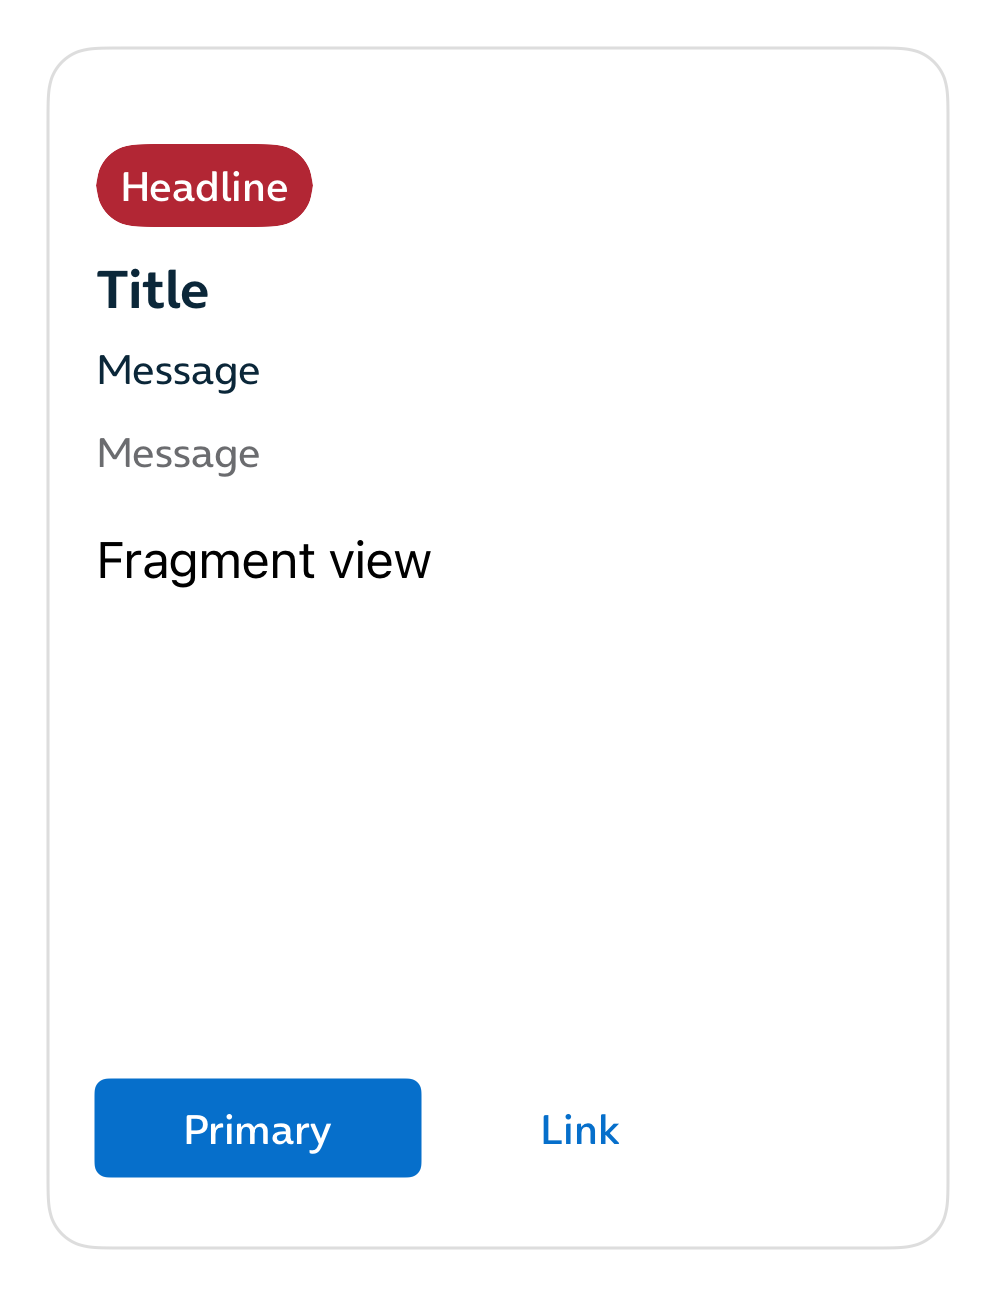 Headline
Title
Message
Message
Fragment view
Primary
Link